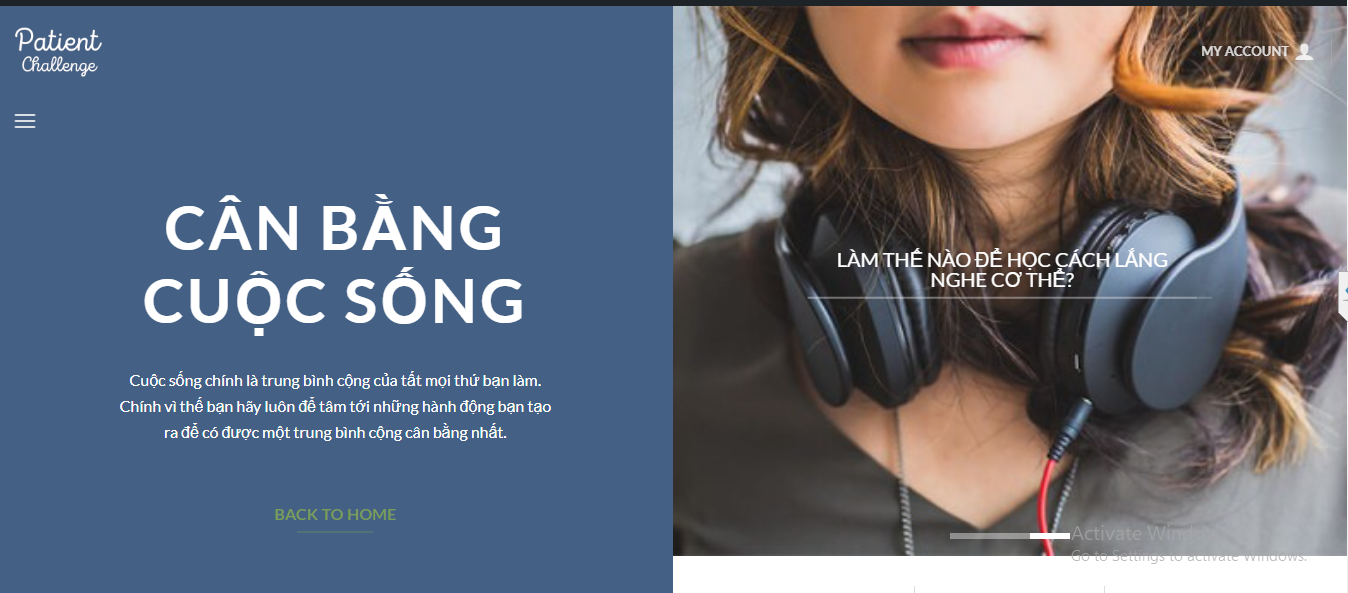 Patient
Challenge
MY ACCOUNT
CÂN BẰNG
CUỘC SỐNG
Cuộc sống chính là trung bình cộng của tất mọi thứ bạn làm.
Chính vì thế bạn hãy luôn để tâm tới những hành động bạn tạo
ra để có được một trung bình cộng cân bằng nhất.
BACK TO HOME
LÀM THẾ NÀO ĐỂ HỌC CÁCH LẮNG
NGHE CƠ THỂ?
Activate Windows
Go to Settings to activate Windows.